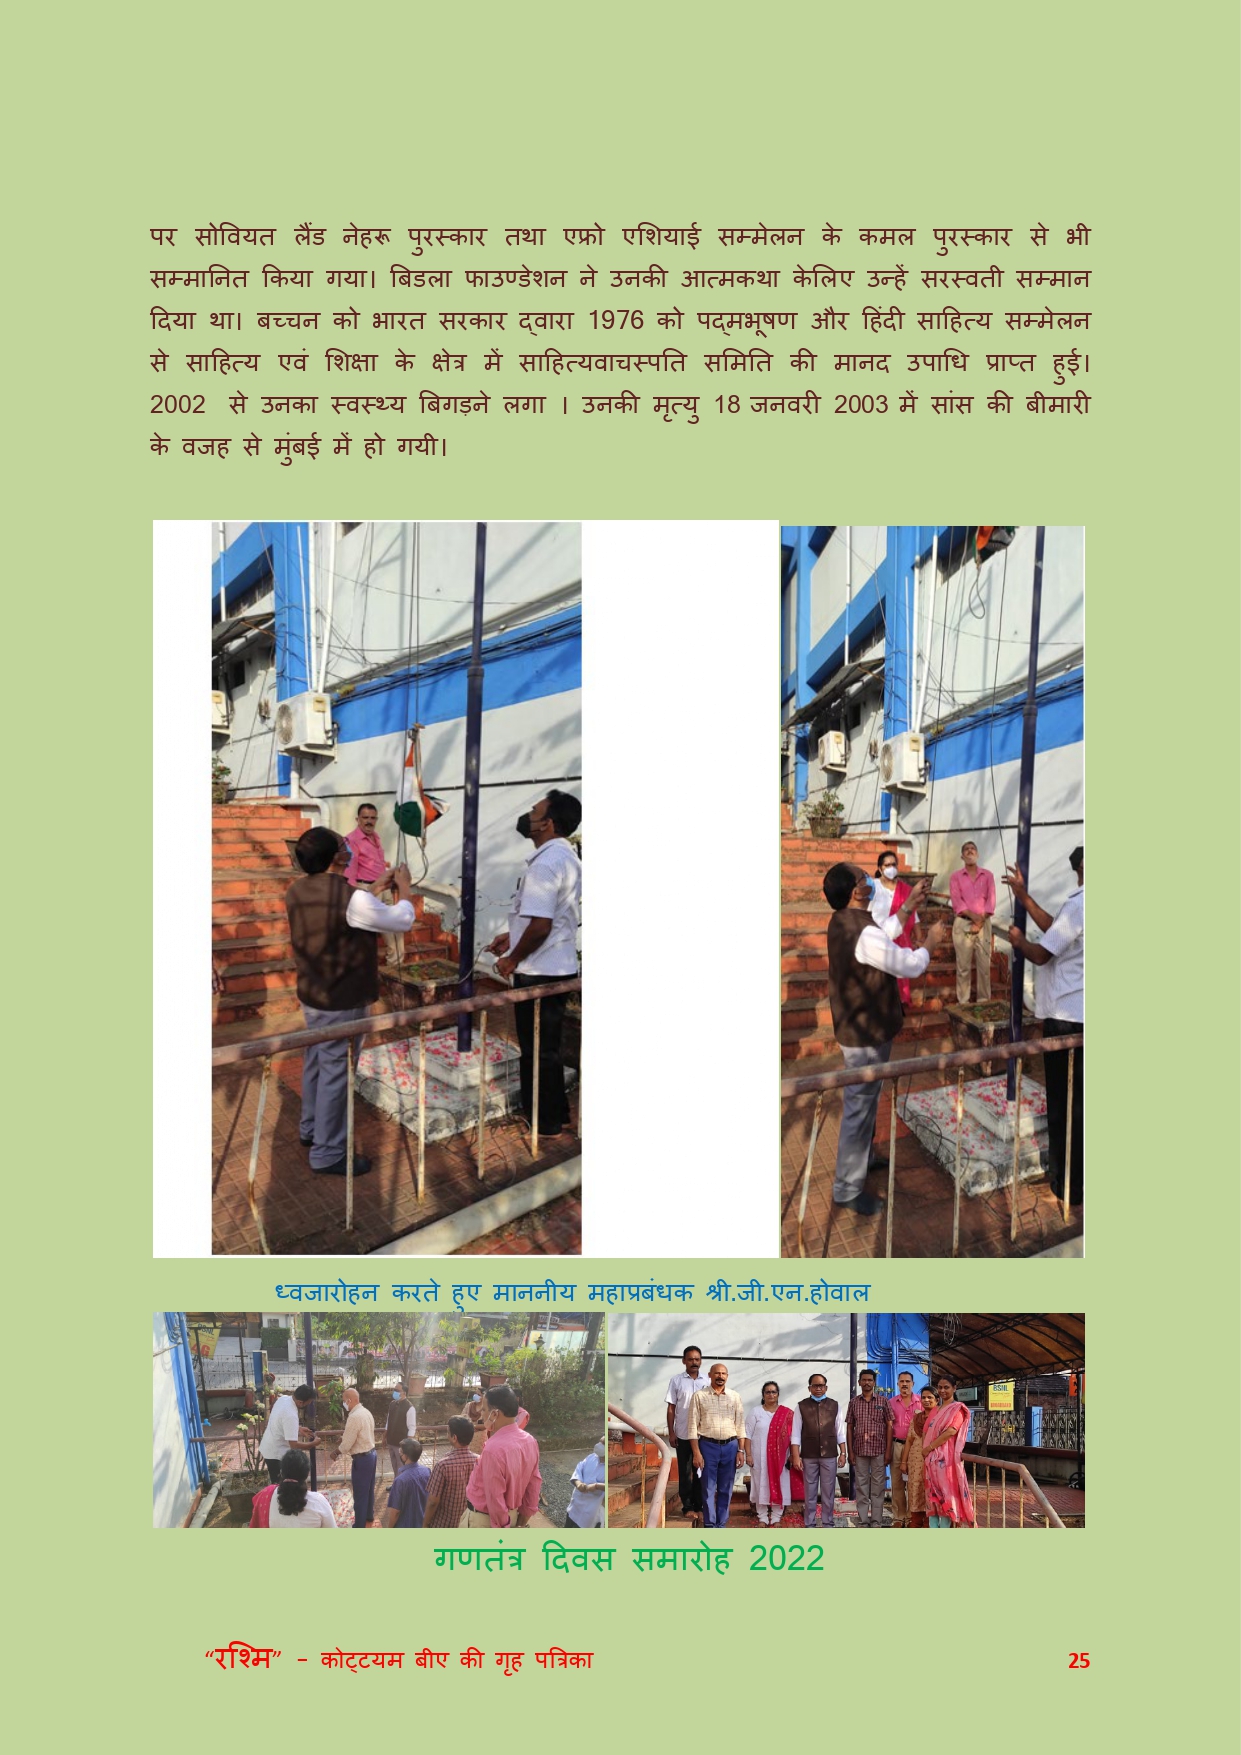 पर सोवियत लैंड नेहरू पुरस्कार तथा एफ्रो एशियाई सम्मेलन के कमल पुरस्कार से भी
सम्मानित किया गया। बिडला फाउण्डेशन ने उनकी आत्मकथा केलिए उन्हें सरस्वती सम्मान
दिया था। बच्चन को भारत सरकार द्वारा 1976 को पद्मभूषण और हिंदी साहित्य सम्मेलन
से साहित्य एवं शिक्षा के क्षेत्र में साहित्यवाचस्पति समिति की मानद उपाधि प्राप्त हुई।
2002 से उनका स्वस्थ्य बिगड़ने लगा । उनकी मृत्यु 18 जनवरी 2003 में सांस की बीमारी
के वजह से मुंबई में हो गयी।
ध्वजारोहन करते हुए माननीय महाप्रबंधक श्री.जी.एन.होवाल
BSNL
गणतंत्र दिवस समारोह 2022
“रश्मि” - कोट्टयम बीए की गृह पत्रिका 25